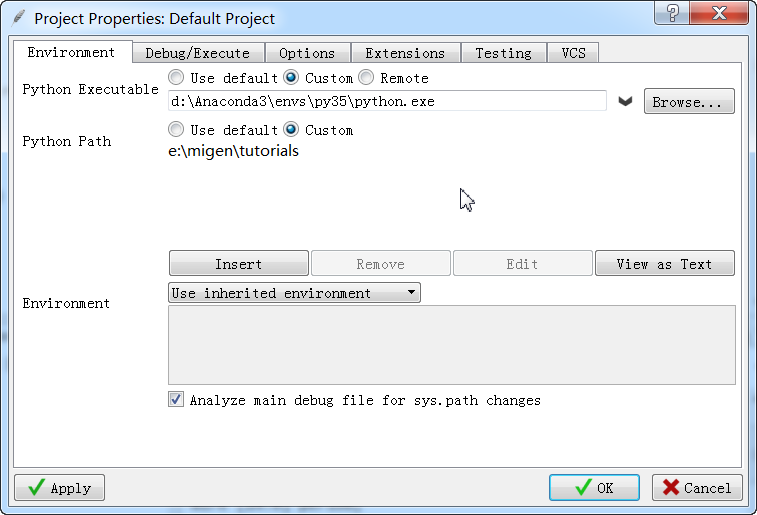 Project Properties: Default Project
Environment Debug/Execute Options Extensions Testing VCS
Python Executable
Use default Custom Remote
d:\Anaconda3\envs\py35\python.exe
Browse...
Python Path
Use default Custom
e:\migen\tutorials
Insert Remove Edit View as Text
Environment
Use inherited environment
Analyze main debug file for sys.path changes
Apply OK Cancel